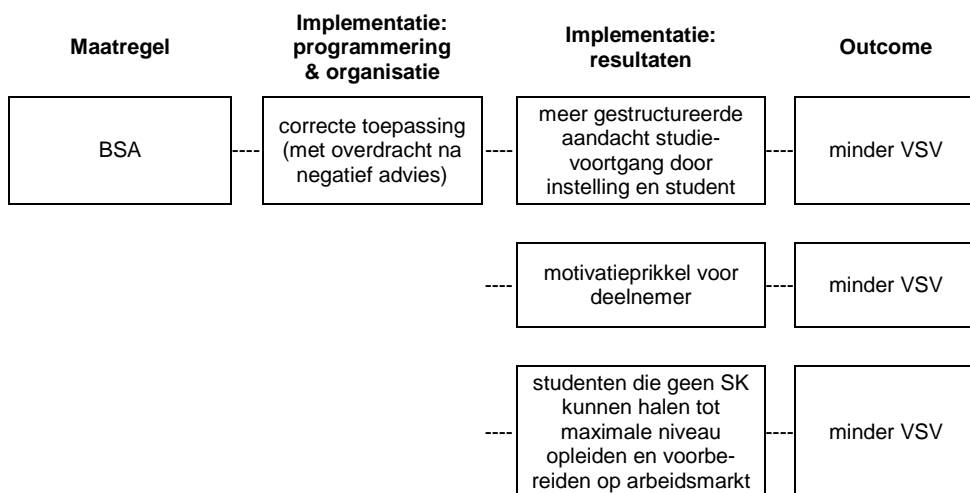 Maatregel
Implementatie:
programmering
& organisatie
Implementatie:
resultaten
Outcome
BSA
----
correcte toepassing
(met overdracht na
negatief advies)
----
meer gestructureerde
aandacht studie-
voortgang door
instelling en student
----
minder VSV
----
motivatieprikkel voor
deelnemer
----
minder VSV
----
studenten die geen SK
kunnen halen tot
maximale niveau
opleiden en voorbe-
reiden op arbeidsmarkt
----
minder VSV